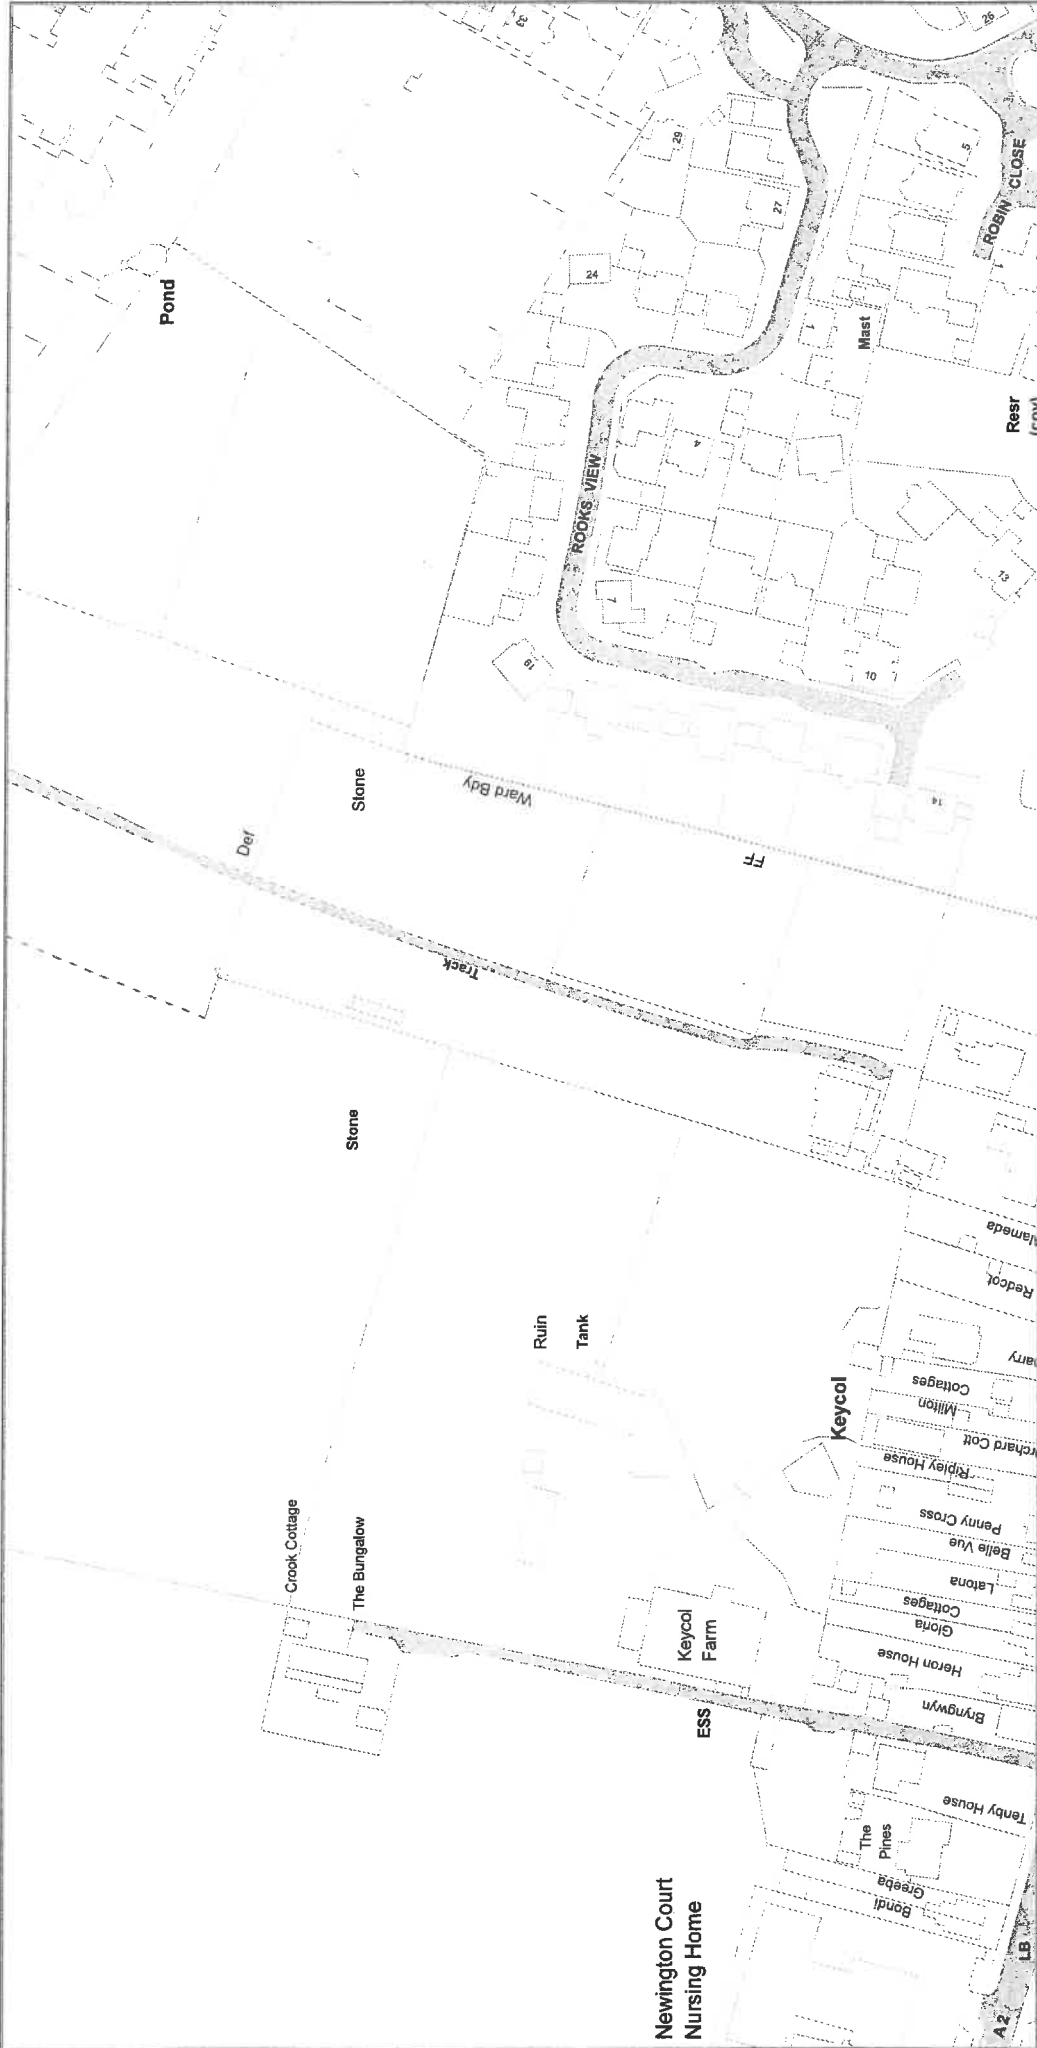 33
26
29
5
ROBIN CLOSE
27
24
Pond
1
1
Mast
Resr
4
ROOKS VIEW
7
13
19
10
14
Stone
Ward Bdy
Def
FF
Track
Stone
Ruin
Tank
Keycol
Redcot
Cottages
Milton
Ripley House
Penny Cross
Belle Vue
Latona
Cottages
Gloria
Heron House
Bryngwyn
Crook Cottage
The Bungalow
Keycol
Farm
ESS
Tenby House
The
Pines
Greeba
Bondi
Newington Court
Nursing Home
LB
A2